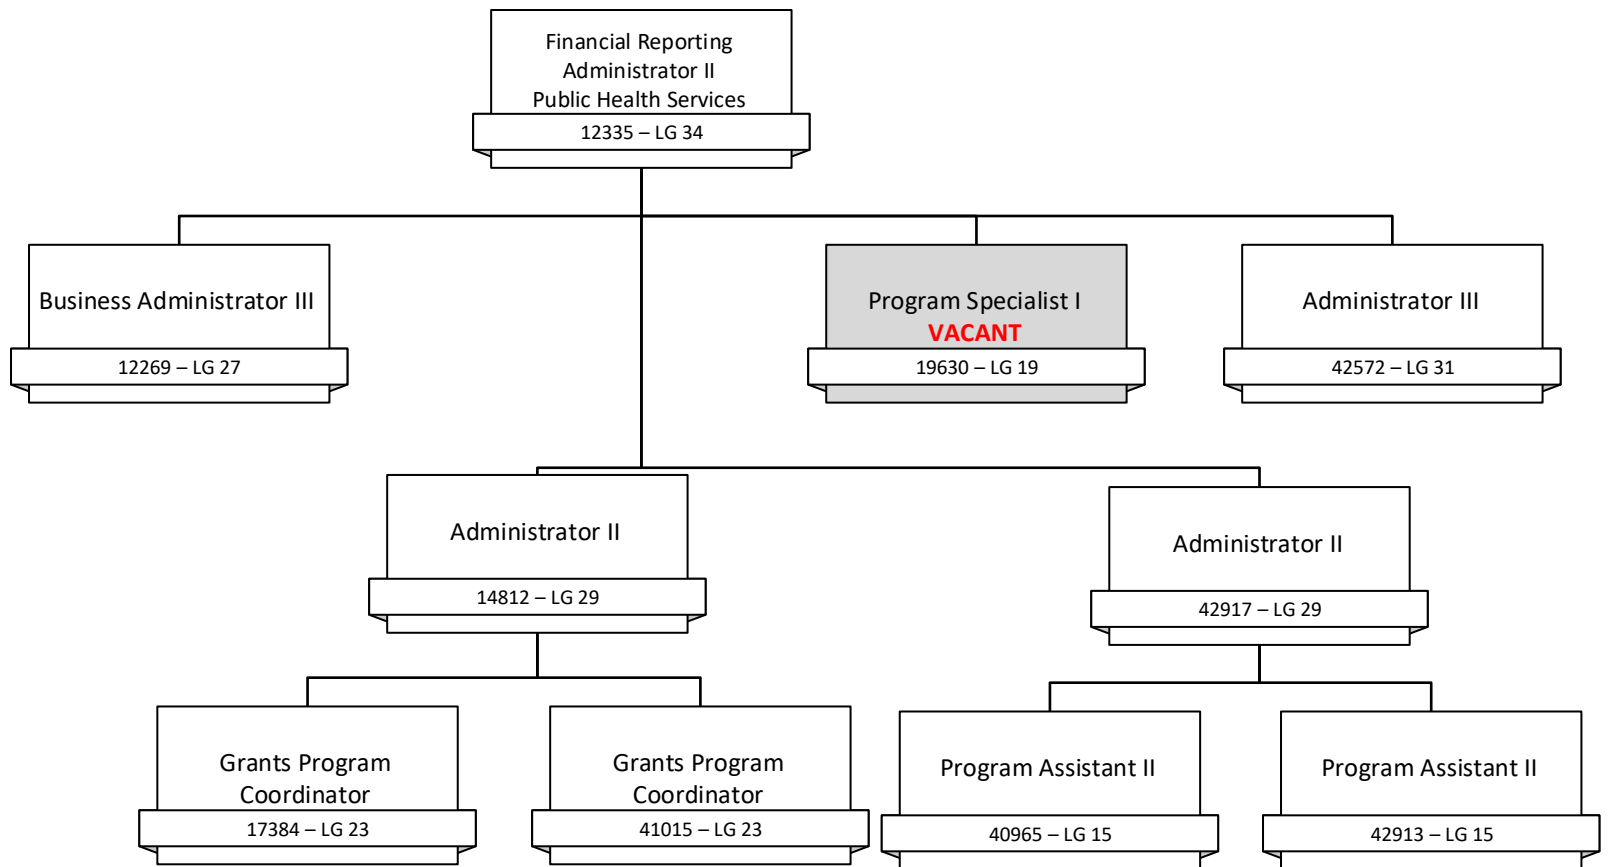 Financial Reporting
Administrator II
Public Health Services
12335 – LG 34
Business Administrator III
12269 – LG 27
Program Specialist I
VACANT
19630 – LG 19
Administrator III
42572 – LG 31
Administrator II
14812 – LG 29
Administrator II
42917 – LG 29
Grants Program
Coordinator
17384 – LG 23
Grants Program
Coordinator
41015 – LG 23
Program Assistant II
40965 – LG 15
Program Assistant II
42913 – LG 15